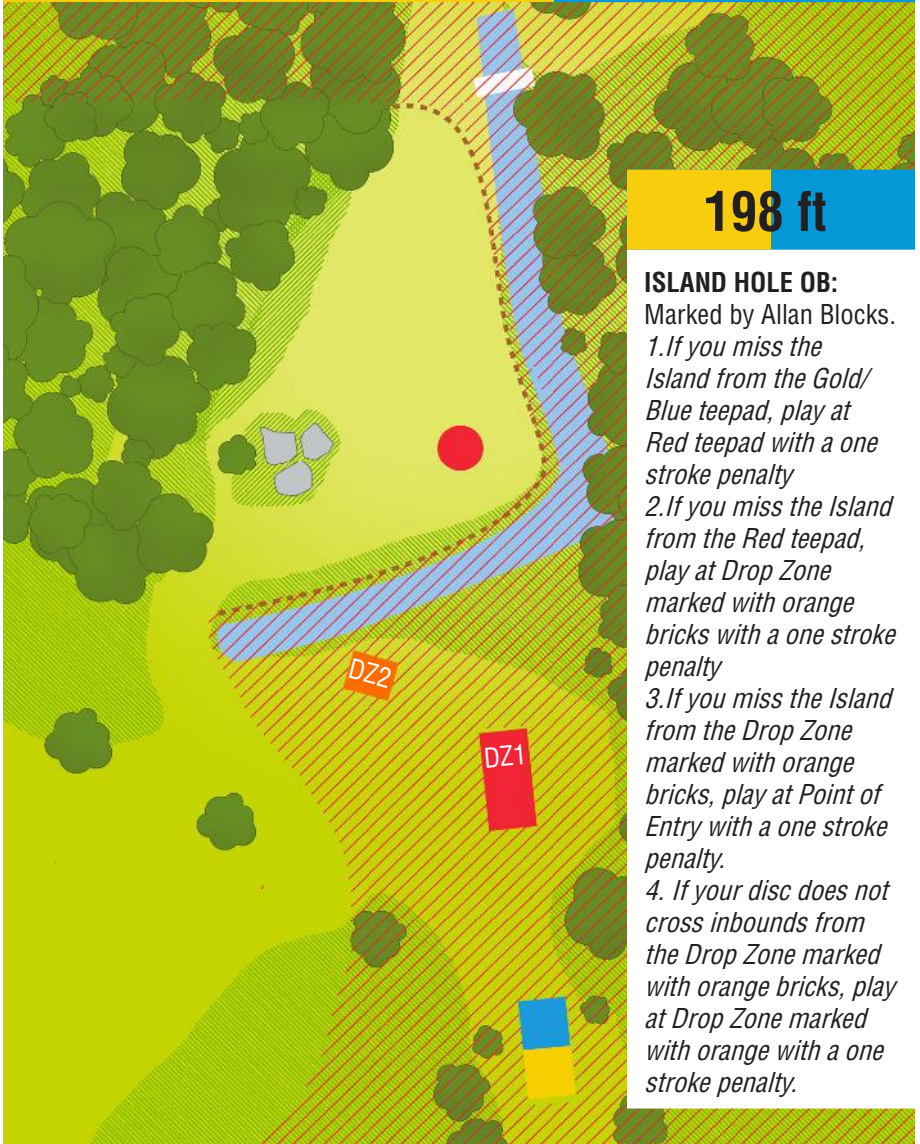 198 ft
ISLAND HOLE OB:
Marked by Allan Blocks.
1.If you miss the
Island from the Gold/
Blue teepad, play at
Red teepad with a one
stroke penalty
2.If you miss the Island
from the Red teepad,
play at Drop Zone
marked with orange
bricks with a one stroke
penalty
3.If you miss the Island
from the Drop Zone
marked with orange
bricks, play at Point of
Entry with a one stroke
penalty.
4. If your disc does not
cross inbounds from
the Drop Zone marked
with orange bricks, play
at Drop Zone marked
with orange with a one
stroke penalty.
DZ2
DZ1